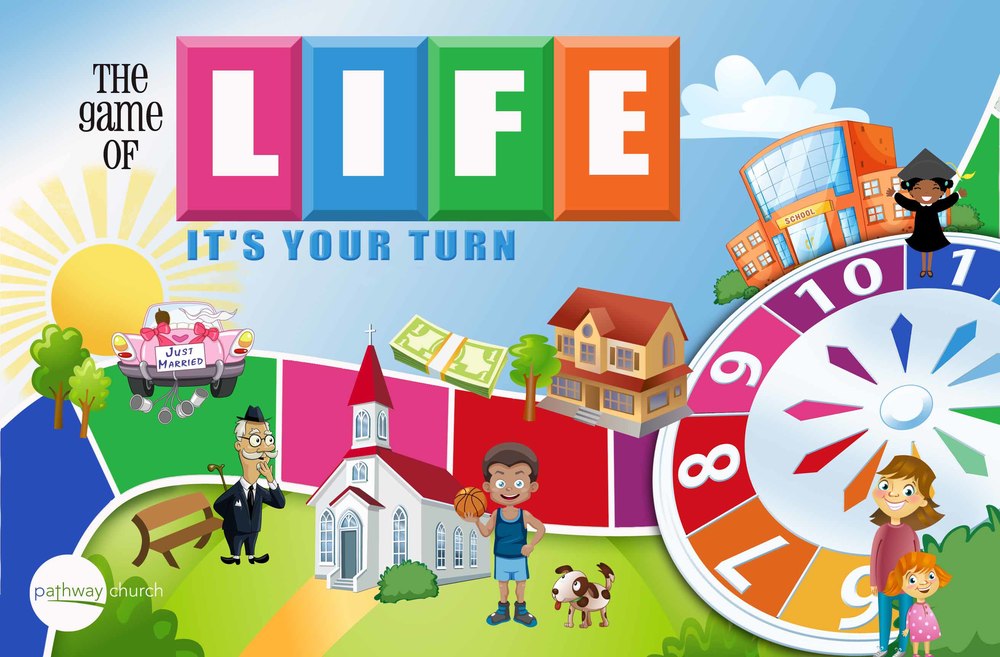 THE
game
OF
LIFE
IT'S YOUR TURN
SCHOOL
JUST
MARRIED
10
1
9
8
7
6
pathway church